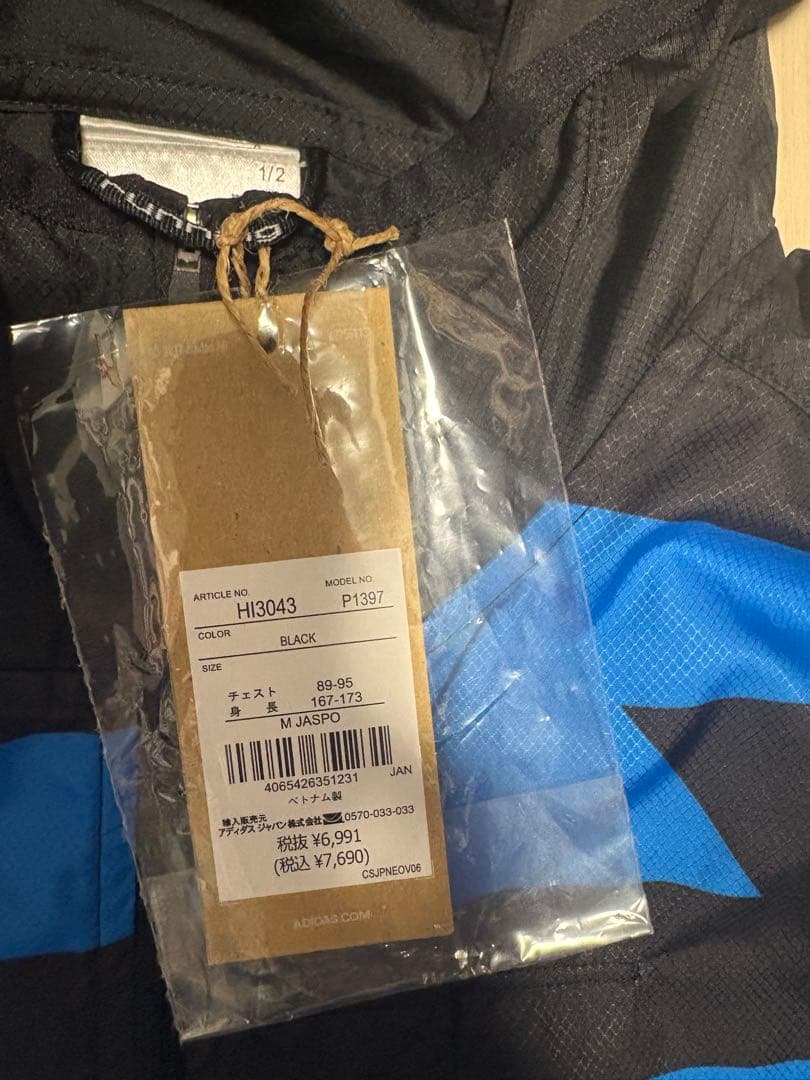 1/2
ARTICLE NO.
MODEL NO.
HI3043
P1397
COLOR
BLACK
SIZE
チェスト 89-95
身 長 167-173
M JASPO
4065426351231 JAN
ベトナム製
輸入販売元
アディダス ジャパン株式会社 0570-033-033
税抜 ¥6,991
(税込 ¥7,690)
CSJPNEOV06
ADIDAS.COM